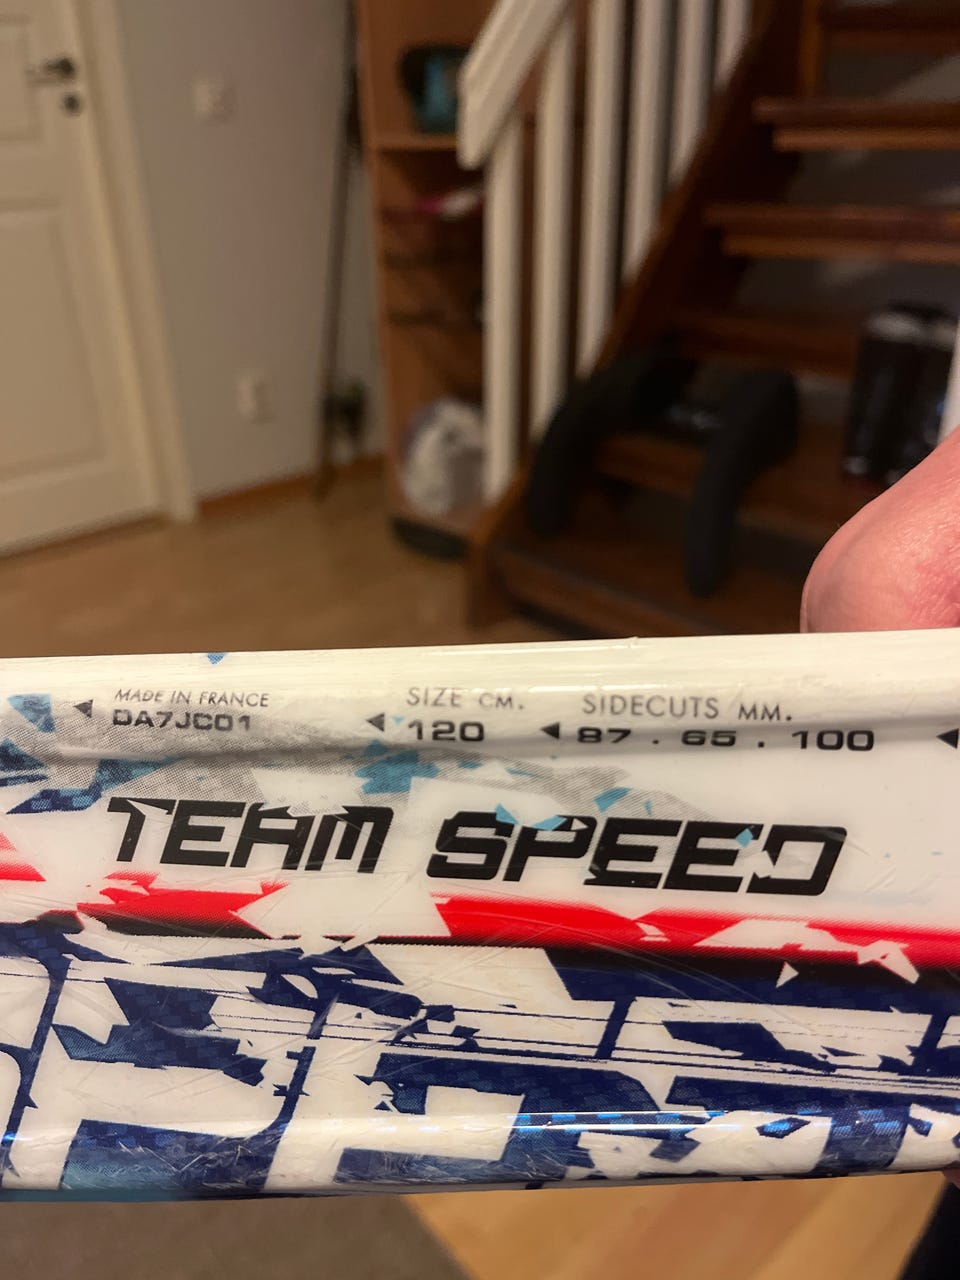 MADE IN FRANCE
DA7JC01
SIZE CM.
120
SIDECUTS MM.
87 . 65 . 100
TEAM SPEED